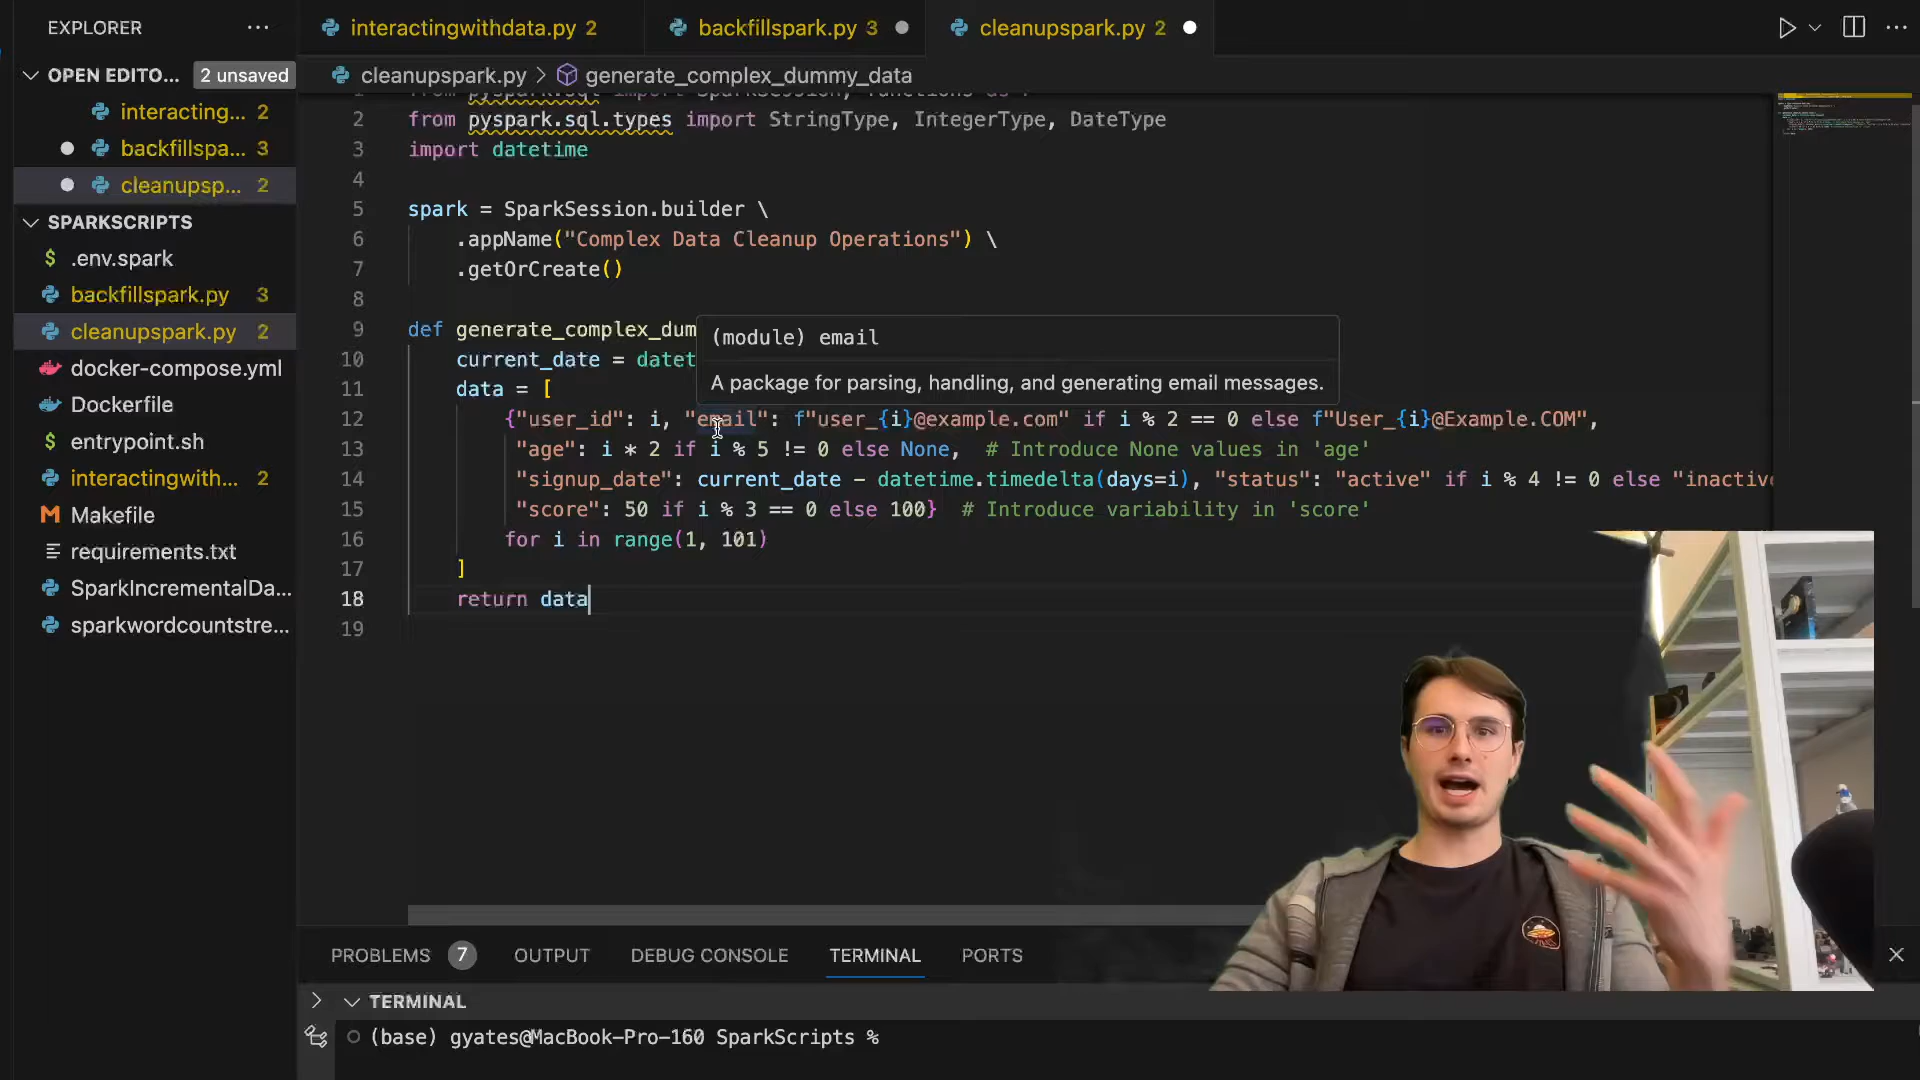 EXPLORER
OPEN EDITO... 2 unsaved
interacting... 2
backfillspa... 3
cleanupsp... 2
SPARKSCRIPTS
.env.spark
backfillspark.py 3
cleanupspark.py 2
docker-compose.yml
Dockerfile
entrypoint.sh
interactingwith... 2
Makefile
requirements.txt
SparkIncrementalDa...
sparkwordcountstre...
interactingwithdata.py 2
backfillspark.py 3
cleanupspark.py 2
cleanupspark.py > generate_complex_dummy_data
2 from pyspark.sql.types import StringType, IntegerType, DateType
3 import datetime
4
5 spark = SparkSession.builder \
6 .appName("Complex Data Cleanup Operations") \
7 .getOrCreate()
8
9 def generate_complex_dum
10 current_date = datet
11 data = [
(module) email
A package for parsing, handling, and generating email messages.
12 {"user_id": i, "email": f"user_{i}@example.com" if i % 2 == 0 else f"User_{i}@Example.COM",
13 "age": i * 2 if i % 5 != 0 else None, # Introduce None values in 'age'
14 "signup_date": current_date - datetime.timedelta(days=i), "status": "active" if i % 4 != 0 else "inactive
15 "score": 50 if i % 3 == 0 else 100} # Introduce variability in 'score'
16 for i in range(1, 101)
17 ]
18 return data
19
PROBLEMS 7 OUTPUT DEBUG CONSOLE TERMINAL PORTS
TERMINAL
(base) gyates@MacBook-Pro-160 SparkScripts %